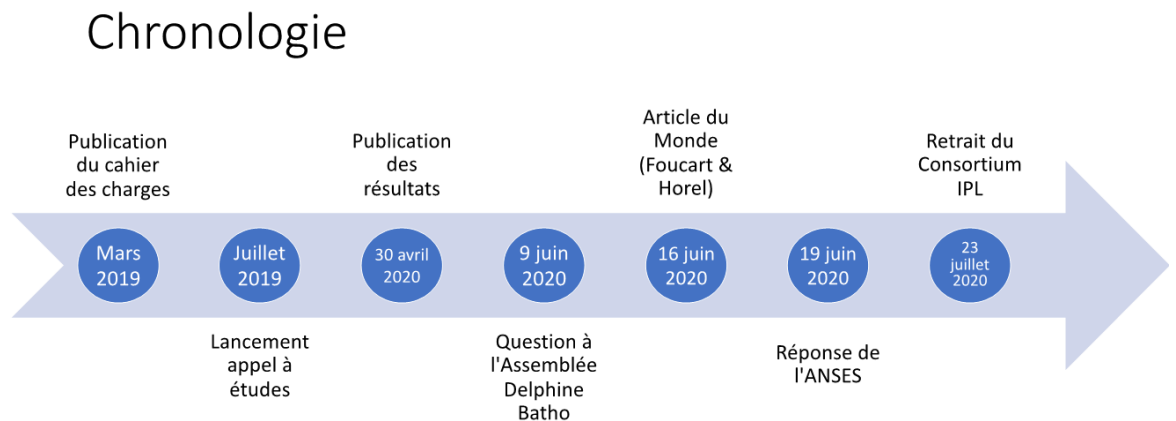 Chronologie
Publication
du cahier
des charges
Mars
2019
Juillet
2019
Lancement
appel à
études
Publication
des
résultats
30 avril
2020
9 juin
2020
Question à
l'Assemblée
Delphine
Batho
Article du
Monde
(Foucart &
Horel)
16 juin
2020
19 juin
2020
Réponse de
l'ANSES
Retrait du
Consortium
IPL
23
juillet
2020